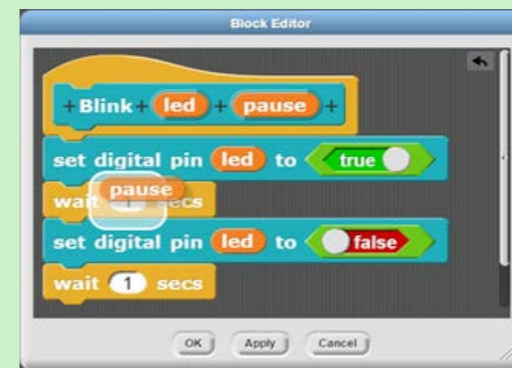 Block Editor
+Blink+ led + pause +
set digital pin led to true
wait pause secs
set digital pin led to false
wait 1 secs
OK Apply Cancel